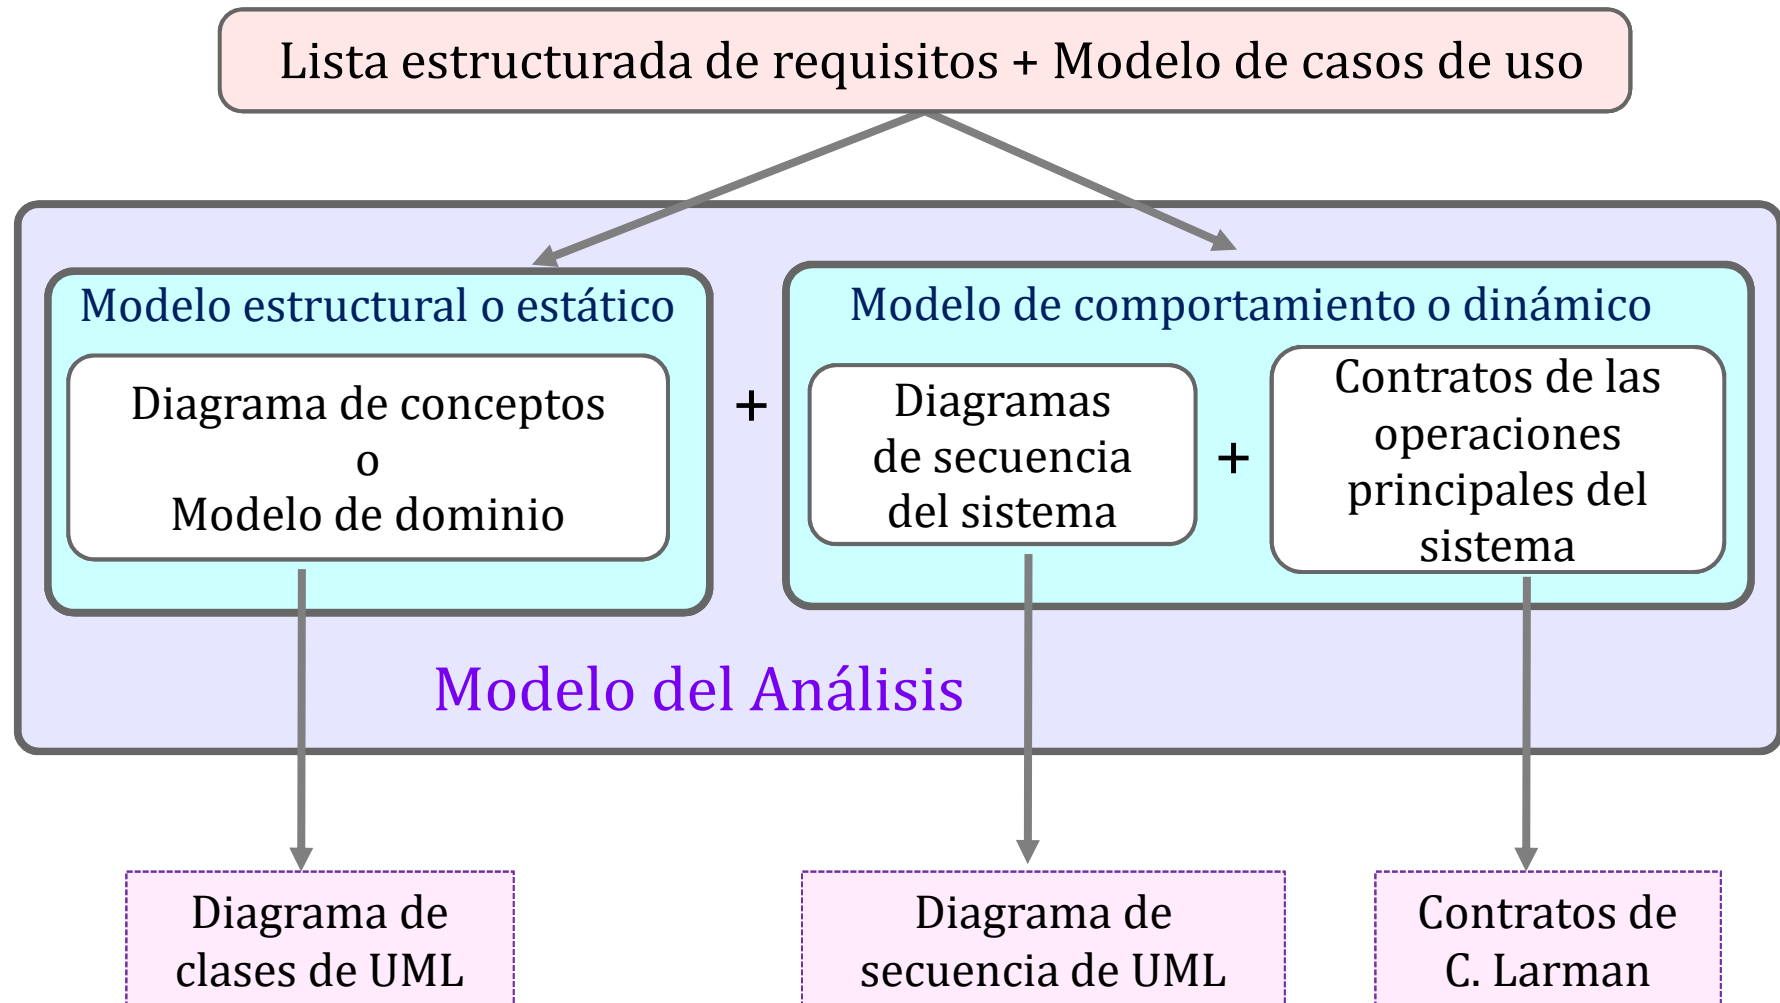 Lista estructurada de requisitos + Modelo de casos de uso
Modelo estructural o estático
Diagrama de conceptos
o
Modelo de dominio
+
Modelo de comportamiento o dinámico
Diagramas
de secuencia
del sistema
+
Contratos de las
operaciones
principales del
sistema
Modelo del Análisis
Diagrama de
clases de UML
Diagrama de
secuencia de UML
Contratos de
C. Larman